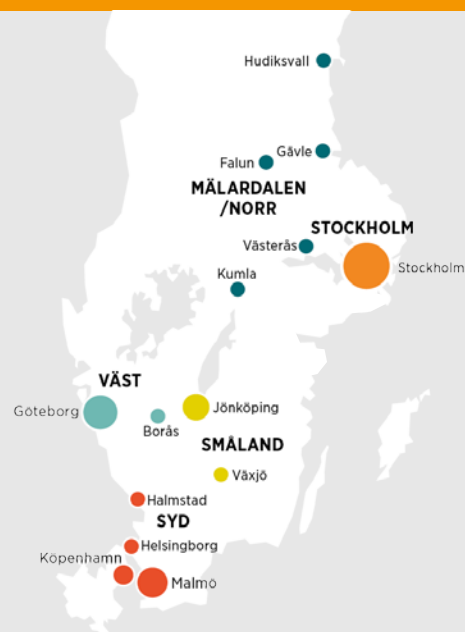 Hudiksvall
Gävle
Falun
MÄLARDALEN
/NORR
STOCKHOLM
Västerås
Stockholm
Kumla
VÄST
Göteborg
Jönköping
Borås
SMÅLAND
Växjö
Halmstad
SYD
Helsingborg
Köpenhamn
Malmö